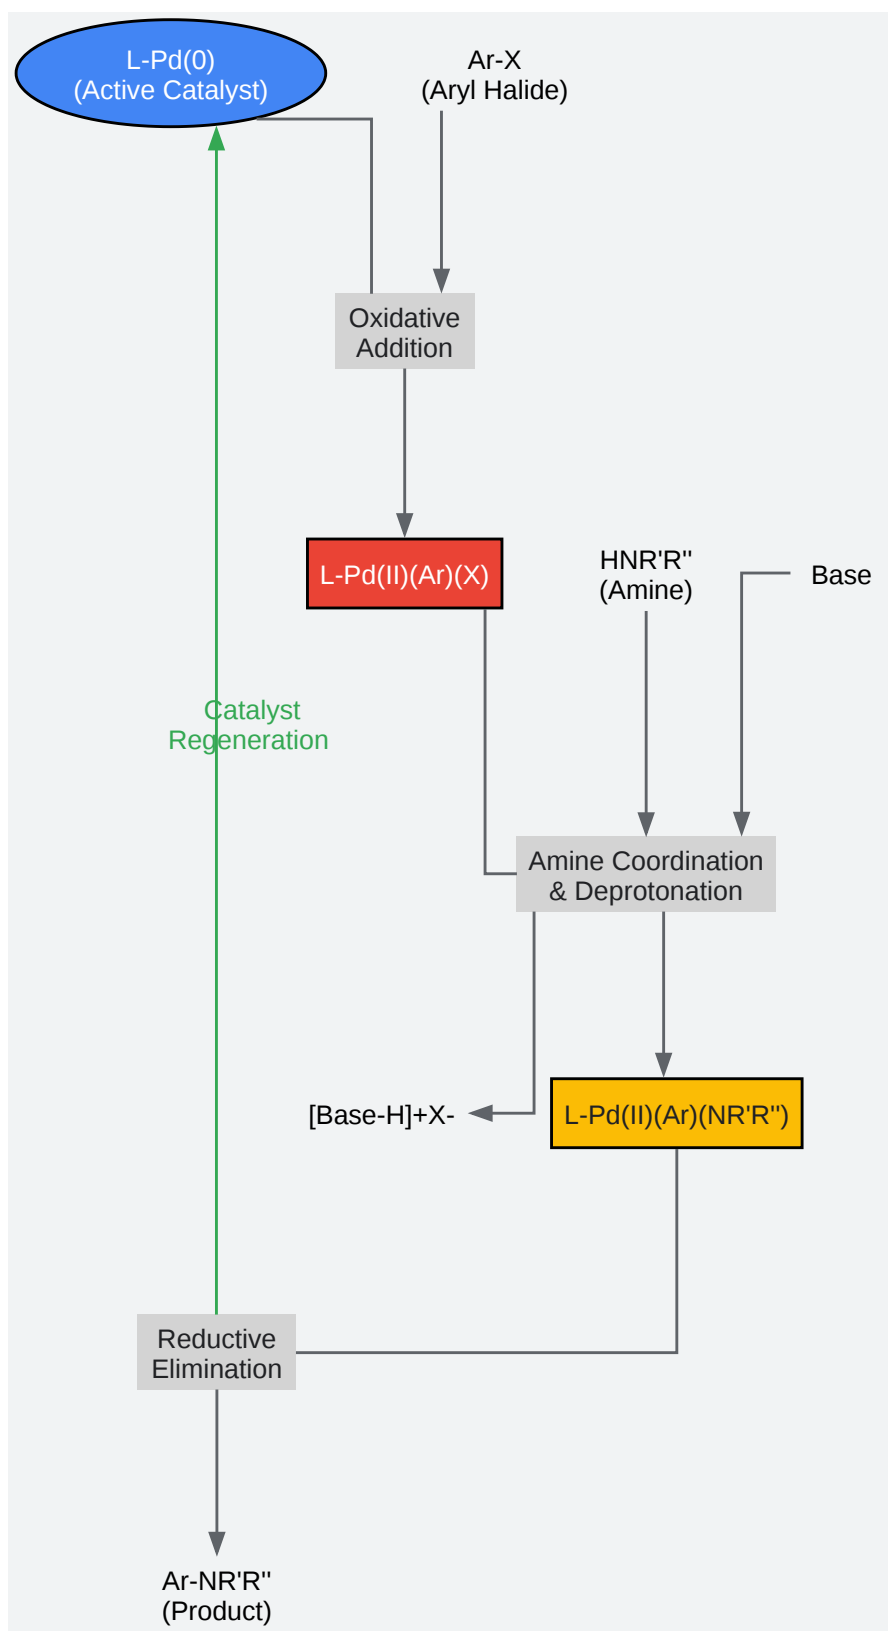 L-Pd(0)
(Active Catalyst)
Ar-X
(Aryl Halide)
Oxidative
Addition
L-Pd(II)(Ar)(X)
HNR'R''
(Amine)
Base
Catalyst
Regeneration
Amine Coordination
& Deprotonation
[Base-H]+X-
L-Pd(II)(Ar)(NR'R'')
Reductive
Elimination
Ar-NR'R''
(Product)